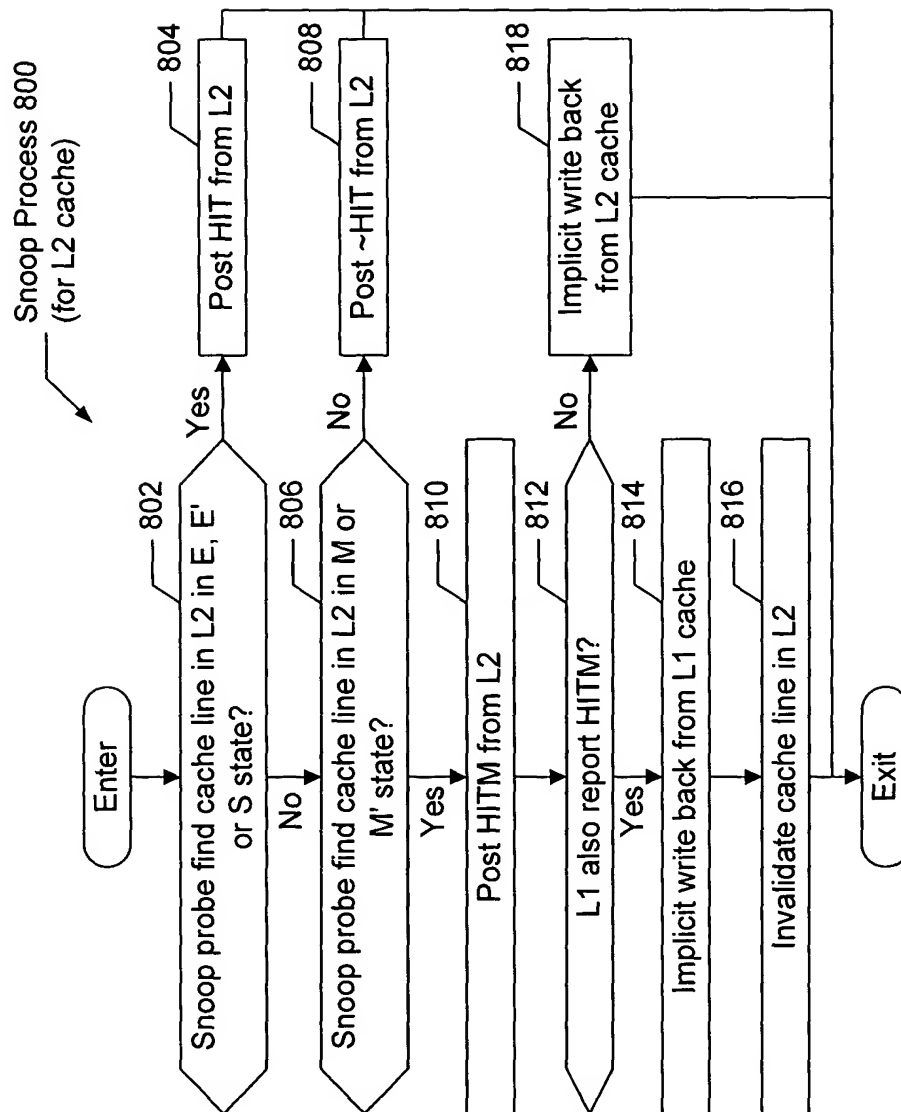 Snoop Process 800
(for L2 cache)
Enter
802
Snoop probe find cache line in L2 in E, E'
or S state?
Yes
804
Post HIT from L2
No
806
Snoop probe find cache line in L2 in M or
M' state?
No
808
Post ~HIT from L2
Yes
810
Post HITM from L2
812
L1 also report HITM?
No
818
Implicit write back
from L2 cache
Yes
814
Implicit write back from L1 cache
816
Invalidate cache line in L2
Exit